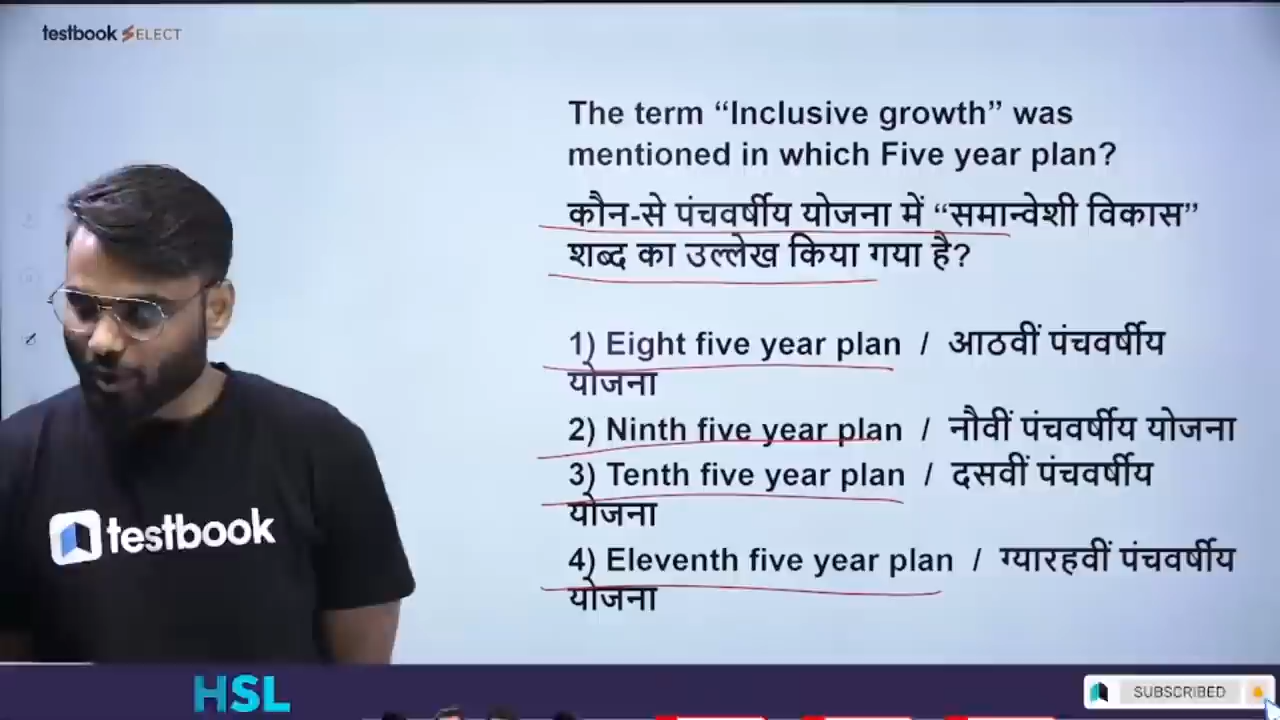 testbook SELECT
The term “Inclusive growth” was
mentioned in which Five year plan?
कौन-से पंचवर्षीय योजना में “समान्वेशी विकास”
शब्द का उल्लेख किया गया है?
1) Eight five year plan / आठवीं पंचवर्षीय
योजना
2) Ninth five year plan / नौवीं पंचवर्षीय योजना
3) Tenth five year plan / दसवीं पंचवर्षीय
योजना
4) Eleventh five year plan / ग्यारहवीं पंचवर्षीय
योजना
testbook
HSL
SUBSCRIBED